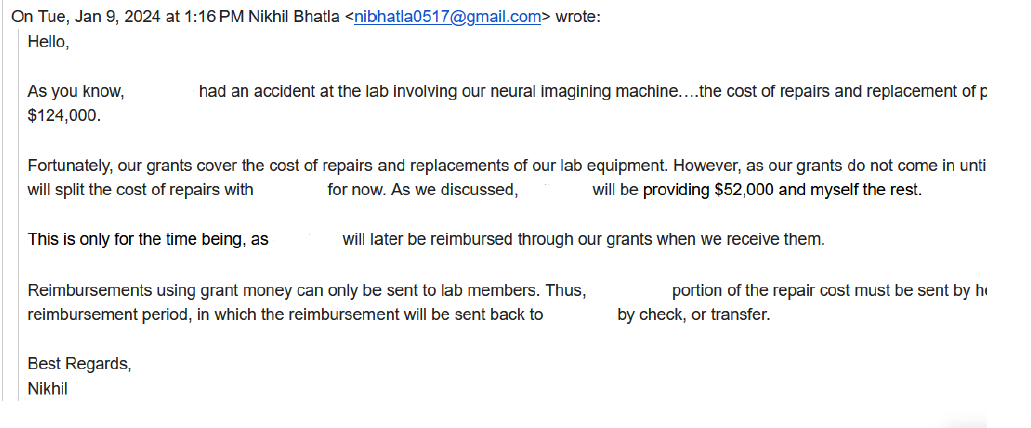 On Tue, Jan 9, 2024 at 1:16 PM Nikhil Bhatla <nibhatla0517@gmail.com> wrote:
Hello,
As you know, had an accident at the lab involving our neural imagining machine….the cost of repairs and replacement of p
$124,000.
Fortunately, our grants cover the cost of repairs and replacements of our lab equipment. However, as our grants do not come in unti
will split the cost of repairs with for now. As we discussed, will be providing $52,000 and myself the rest.
This is only for the time being, as will later be reimbursed through our grants when we receive them.
Reimbursements using grant money can only be sent to lab members. Thus, portion of the repair cost must be sent by he
reimbursement period, in which the reimbursement will be sent back to by check, or transfer.
Best Regards,
Nikhil